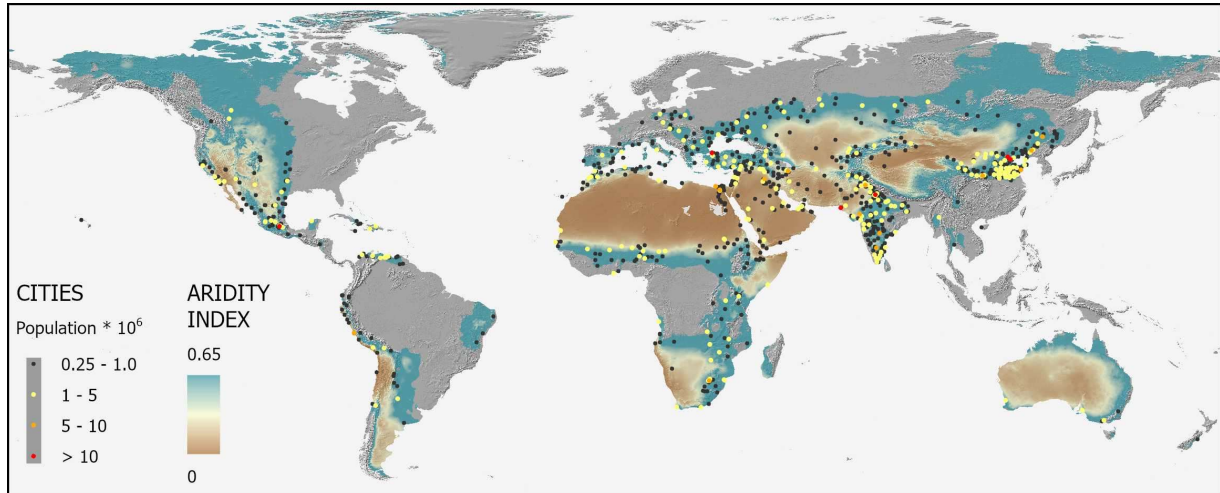 CITIES
Population * 10⁶
0.25 - 1.0
1 - 5
5 - 10
> 10
ARIDITY
INDEX
0.65
0